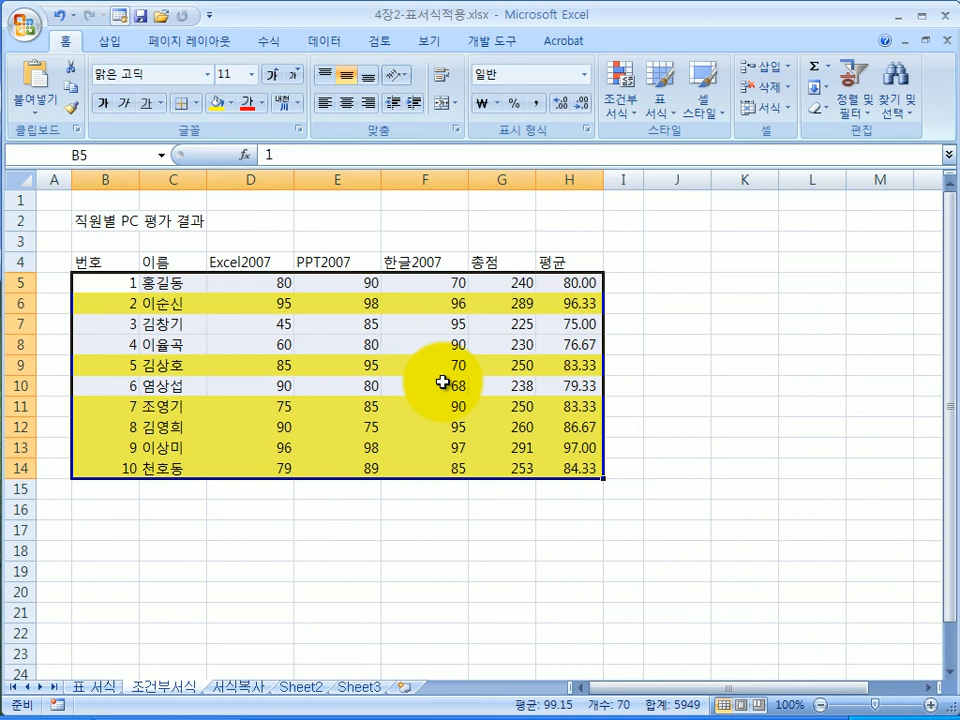 4장2-표서식적용.xlsx - Microsoft Excel
홈 삽입 페이지 레이아웃 수식 데이터 검토 보기 개발 도구 Acrobat
붙여넣기 맑은 고딕 11 가 가 일반 조건부 서식 표 서식 셀 스타일 삽입 삭제 서식 Σ 정렬 및 필터 찾기 및 선택
가 가 가 가 ₩ % ,
클립보드 글꼴 맞춤 표시 형식 스타일 셀 편집
B5 fx 1
A B C D E F G H I J K L M
1
2 직원별 PC 평가 결과
3
4 번호 이름 Excel2007 PPT2007 한글2007 총점 평균
5 1 홍길동 80 90 70 240 80.00
6 2 이순신 95 98 96 289 96.33
7 3 김창기 45 85 95 225 75.00
8 4 이율곡 60 80 90 230 76.67
9 5 김상호 85 95 70 250 83.33
10 6 염상섭 90 80 68 238 79.33
11 7 조영기 75 85 90 250 83.33
12 8 김영희 90 75 95 260 86.67
13 9 이상미 96 98 97 291 97.00
14 10 천호동 79 89 85 253 84.33
15
16
17
18
19
20
21
22
23
24
표 서식 조건부서식 서식복사 Sheet2 Sheet3
준비 평균: 99.15 개수: 70 합계: 5949 100%